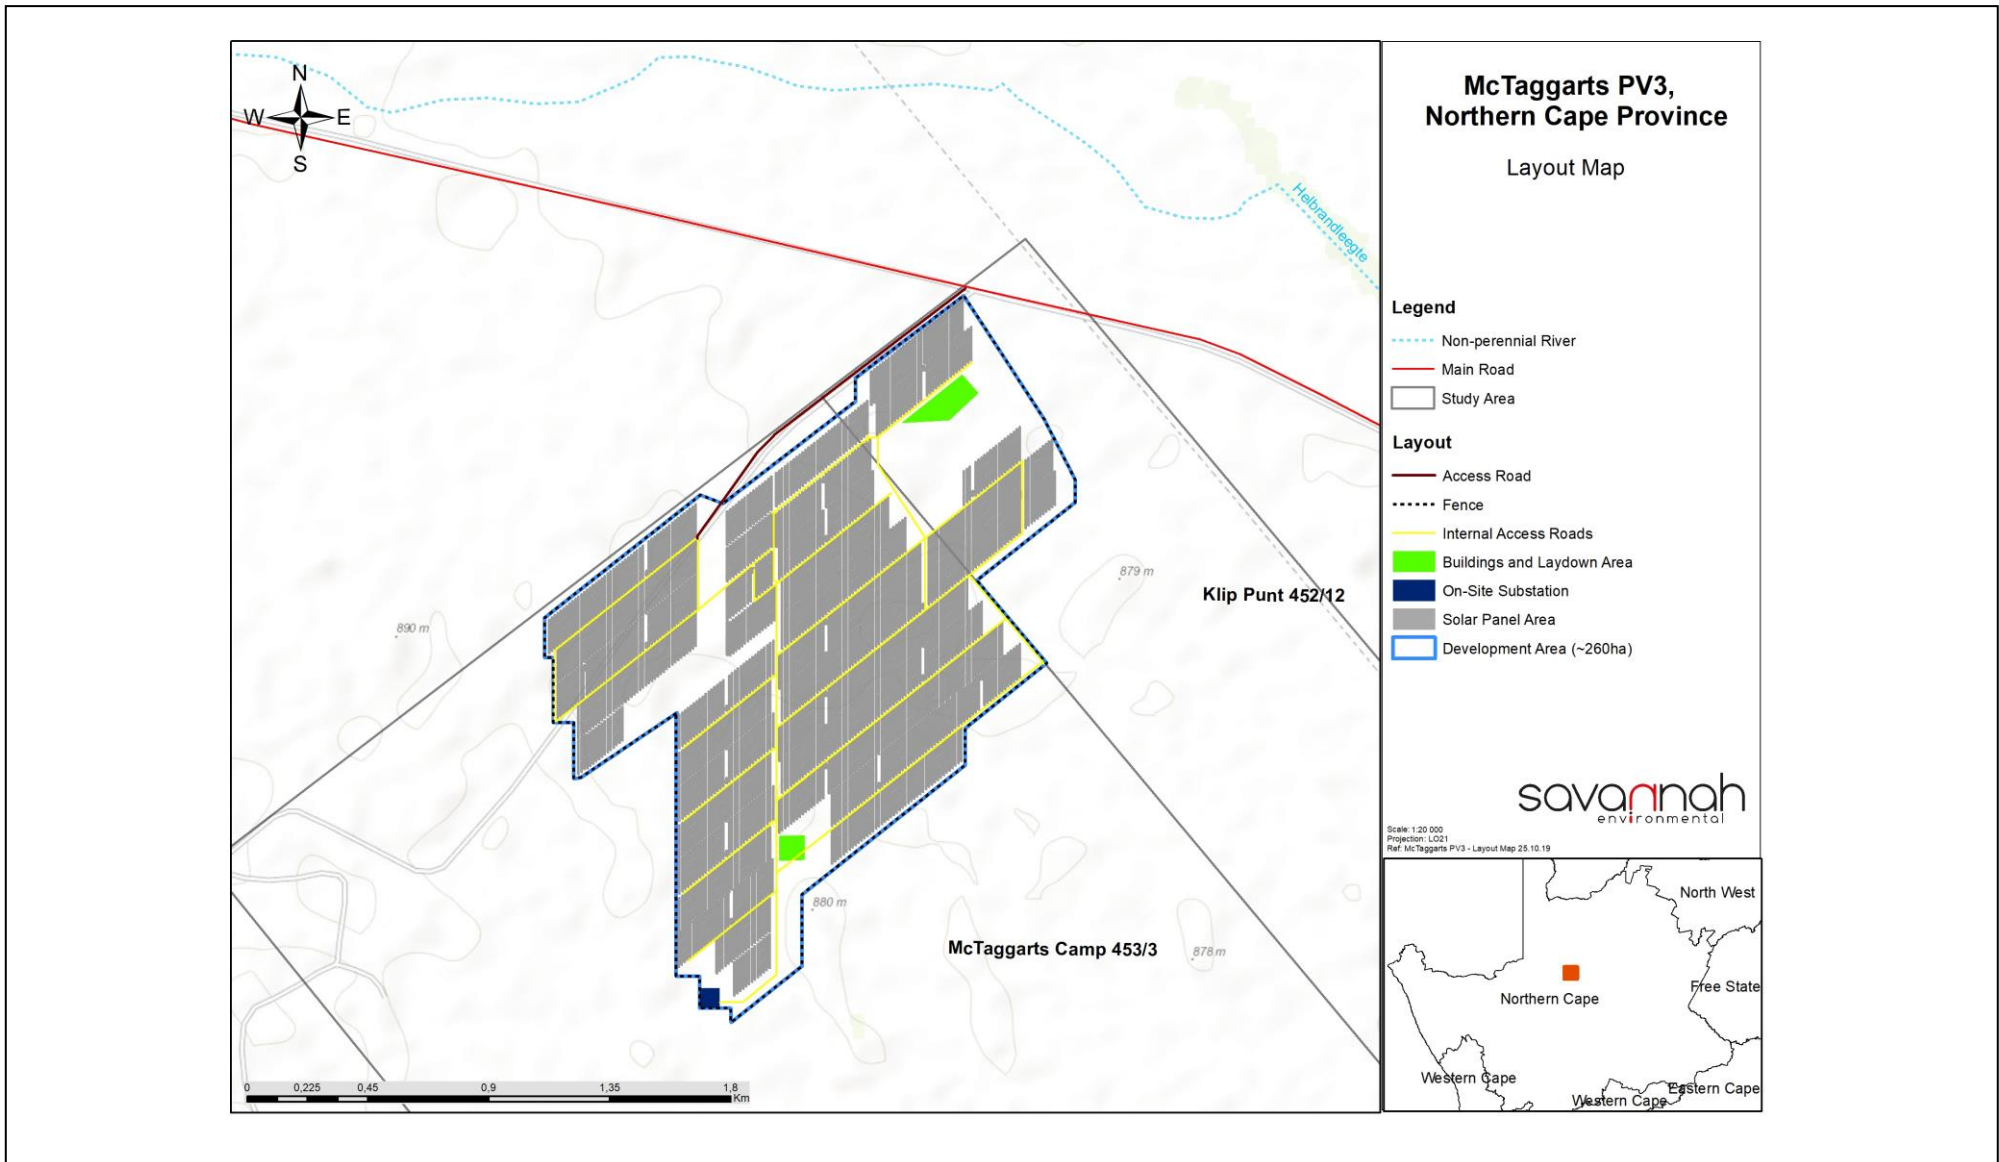 N
W
E
S
Helbrandleegte
890 m
879 m
Klip Punt 452/12
880 m
McTaggarts Camp 453/3
878 m
0 0,225 0,45 0,9 1,35 1,8
Km
McTaggarts PV3,
Northern Cape Province
Layout Map
Legend
Non-perennial River
Main Road
Study Area
Layout
Access Road
Fence
Internal Access Roads
Buildings and Laydown Area
On-Site Substation
Solar Panel Area
Development Area (~260ha)
savannah
environmental
Scale: 1:20 000
Projection: LO21
Ref: McTaggarts PV3 - Layout Map 25.10.19
North West
Free State
Northern Cape
Western Cape
Eastern Cape
Western Cape